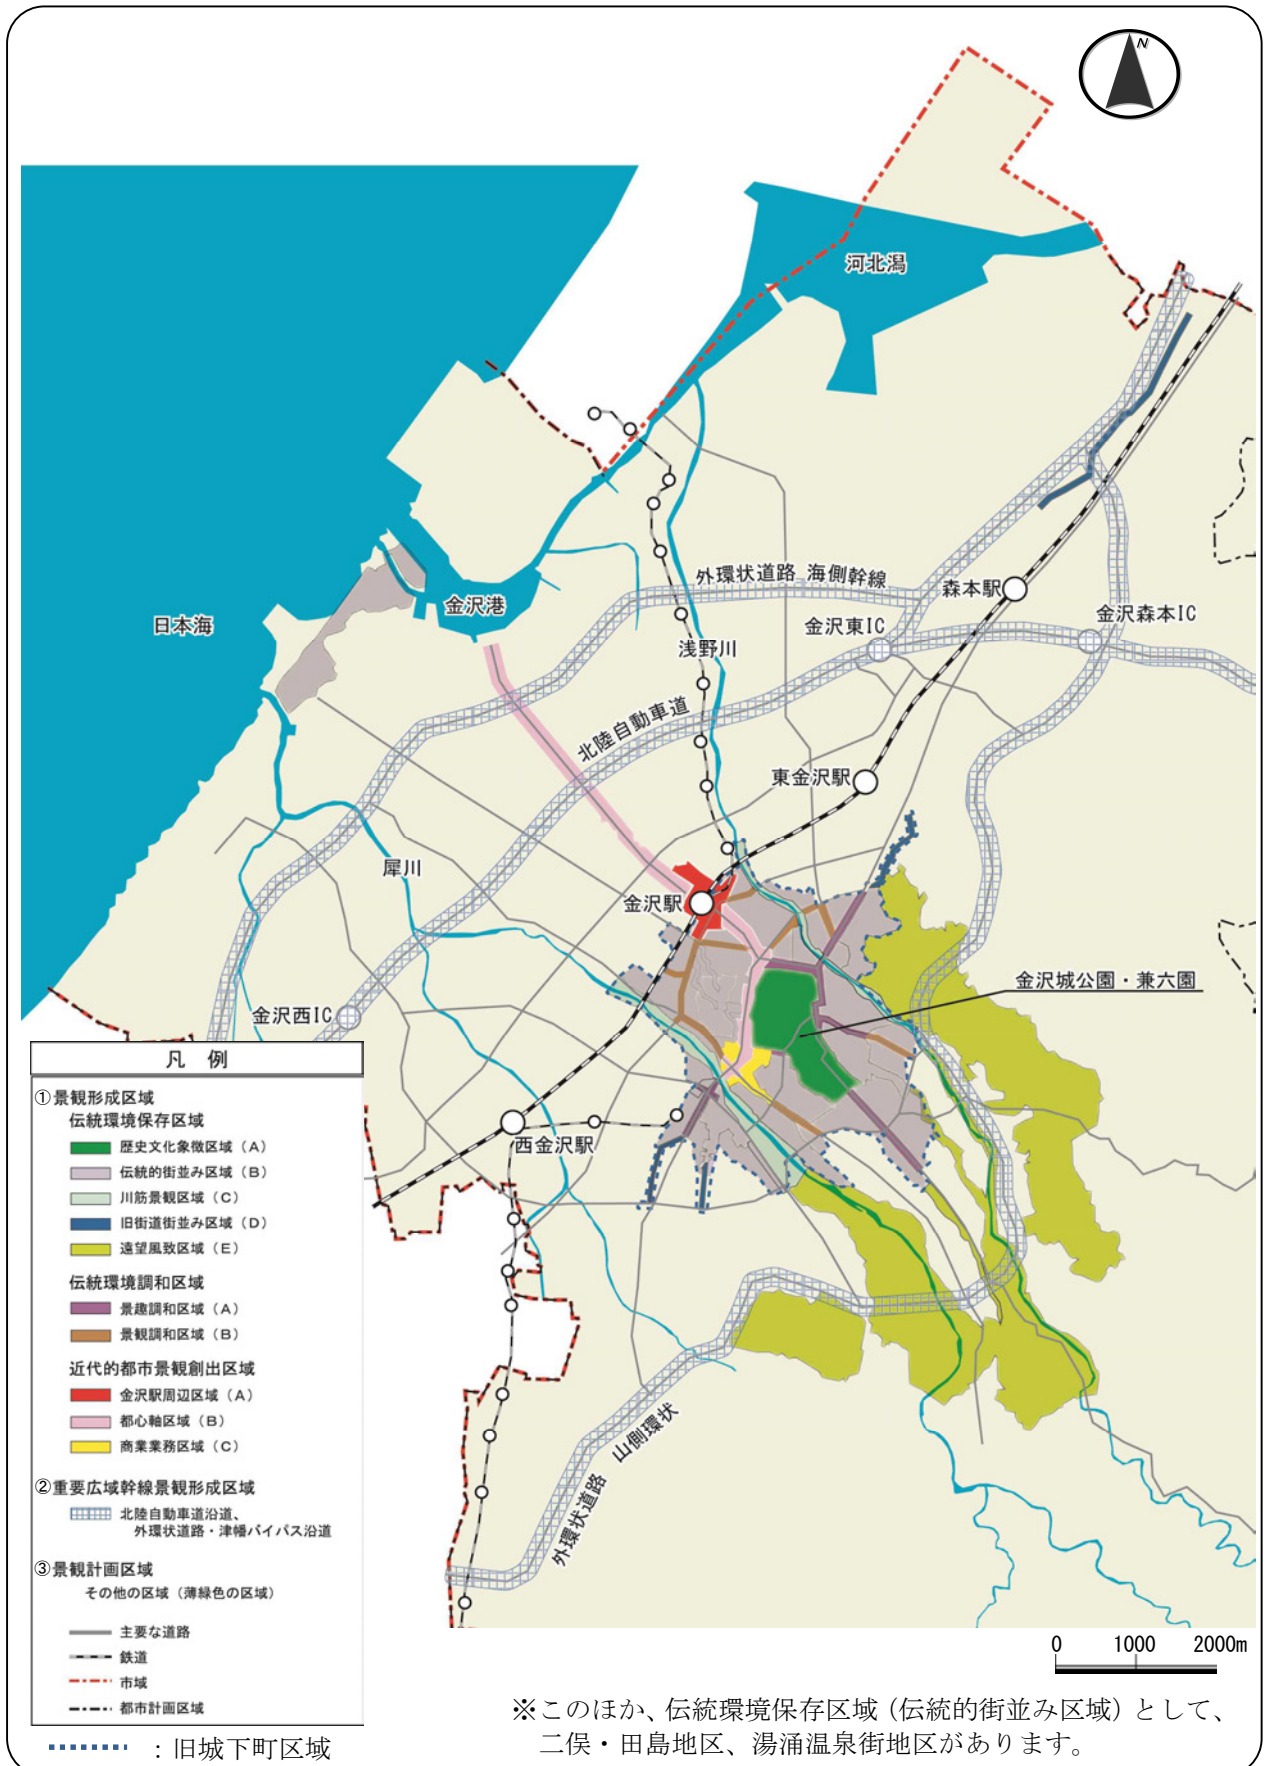 N
河北潟
外環状道路 海側幹線
森本駅
金沢森本IC
金沢東IC
金沢港
日本海
浅野川
北陸自動車道
東金沢駅
犀川
金沢駅
金沢城公園・兼六園
金沢西IC
西金沢駅
外環状道路 山側環状
凡 例
①景観形成区域
伝統環境保存区域
歴史文化象徴区域（A）
伝統的街並み区域（B）
川筋景観区域（C）
旧街道街並み区域（D）
遠望風致区域（E）
伝統環境調和区域
景趣調和区域（A）
景観調和区域（B）
近代的都市景観創出区域
金沢駅周辺区域（A）
都心軸区域（B）
商業業務区域（C）
②重要広域幹線景観形成区域
北陸自動車道沿道、
外環状道路・津幡バイパス沿道
③景観計画区域
その他の区域（薄緑色の区域）
主要な道路
鉄道
市域
都市計画区域
：旧城下町区域
0 1000 2000m
※このほか、伝統環境保存区域（伝統的街並み区域）として、
二俣・田島地区、湯涌温泉街地区があります。